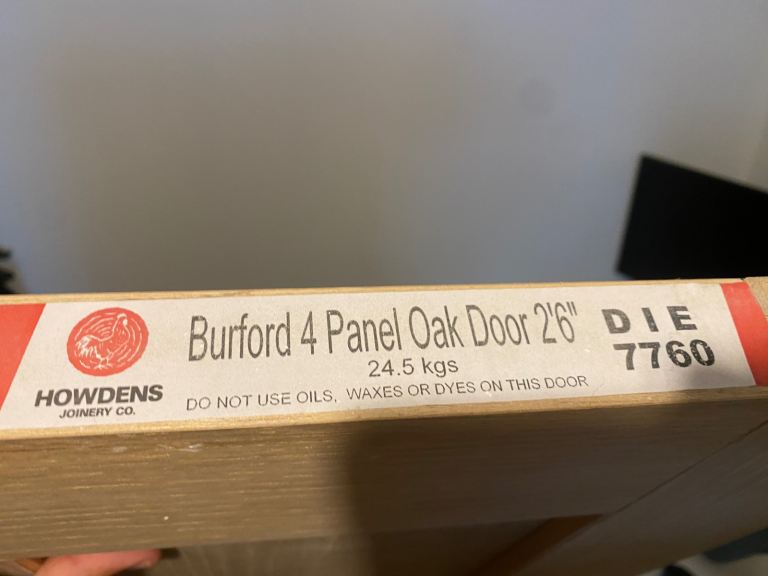 Burford 4 Panel Oak Door 2'6"
24.5 kgs
DO NOT USE OILS, WAXES OR DYES ON THIS DOOR
HOWDENS
JOINERY CO.
DIE
7760